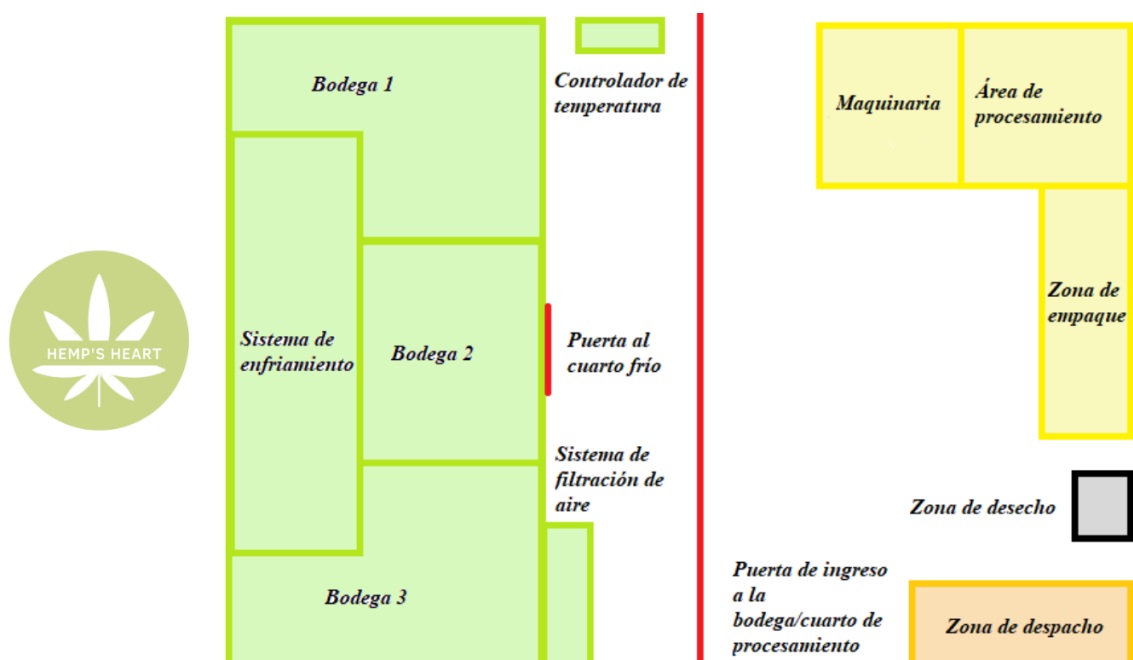 Bodega 1
Controlador de
temperatura
Maquinaria
Área de
procesamiento
HEMP'S HEART
Sistema de
enfriamiento
Bodega 2
Puerta al
cuarto frío
Zona de
empaque
Sistema de
filtración de
aire
Zona de desecho
Bodega 3
Puerta de ingreso
a la
bodega/cuarto de
procesamiento
Zona de despacho